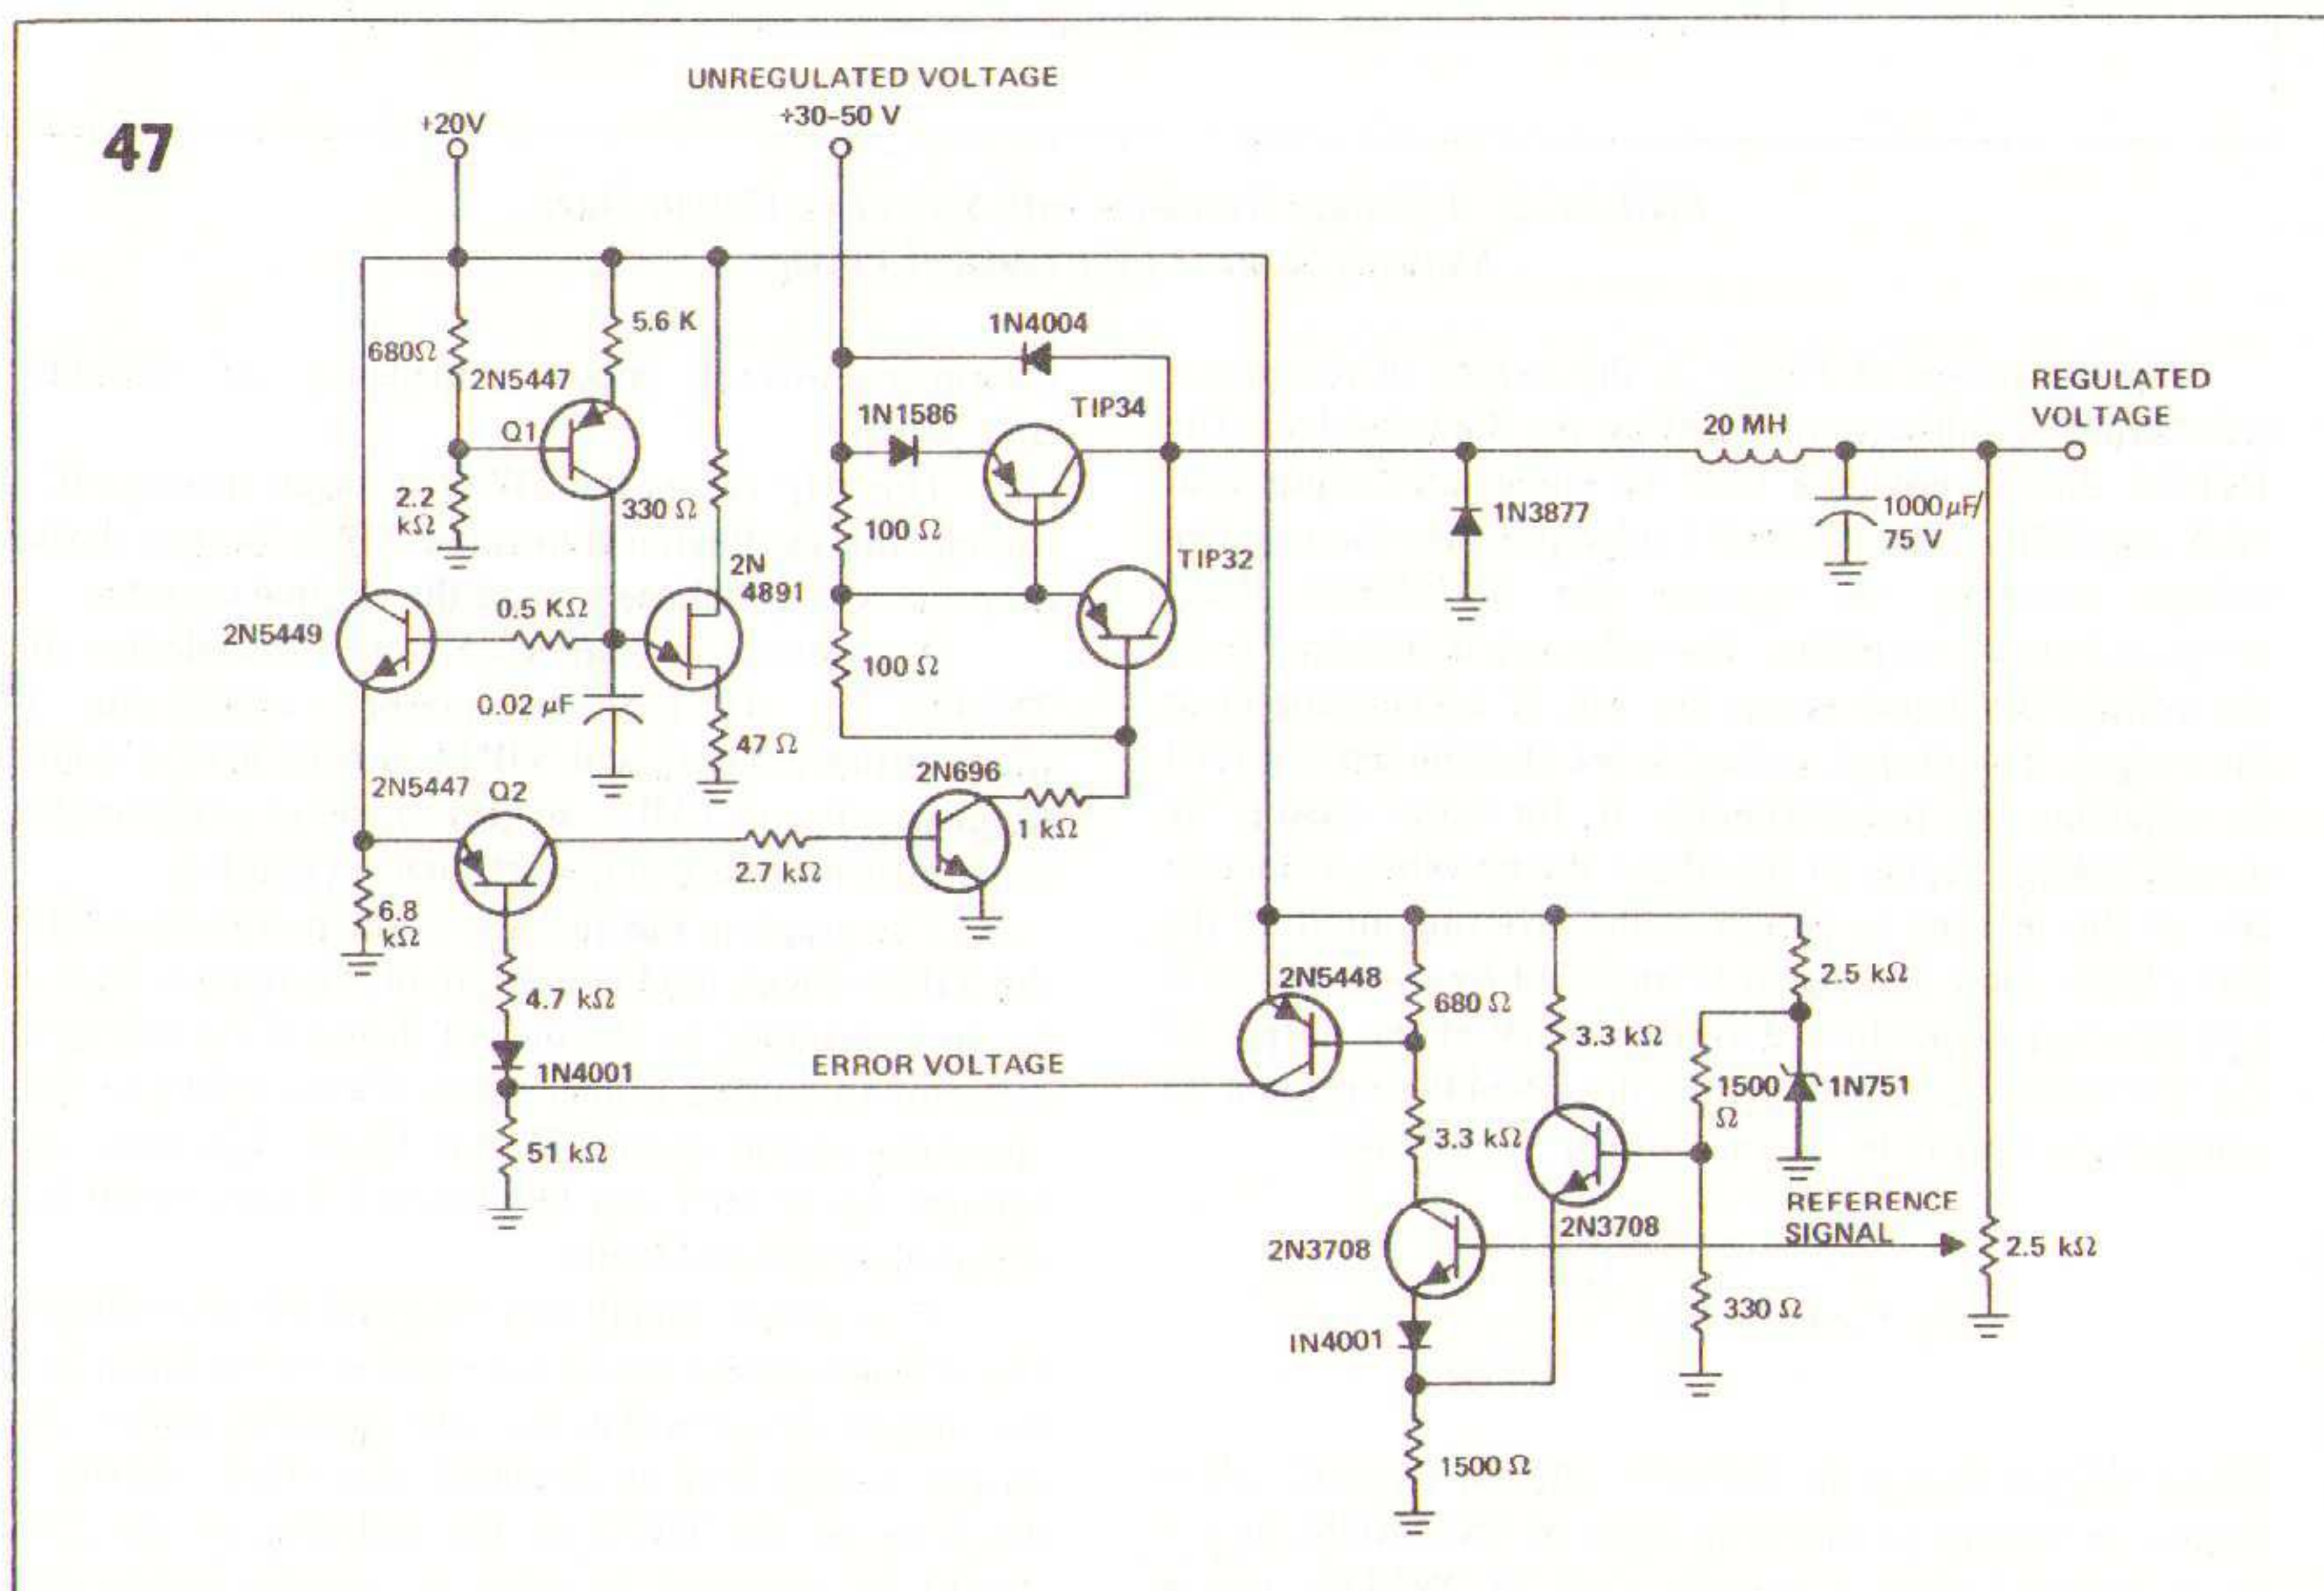 47
UNREGULATED VOLTAGE
+30–50 V
+20V
680Ω
5.6 K
2N5447
Q1
2.2
kΩ
330 Ω
2N
4891
2N5449
0.5 KΩ
0.02 µF
47 Ω
1N4004
1N1586
TIP34
100 Ω
TIP32
100 Ω
20 MH
REGULATED
VOLTAGE
1N3877
1000µF/
75 V
2N5447
Q2
2N696
1 kΩ
2.7 kΩ
6.8
kΩ
4.7 kΩ
1N4001
ERROR VOLTAGE
51 kΩ
2N5448
680 Ω
3.3 kΩ
2.5 kΩ
1500
Ω
1N751
3.3 kΩ
REFERENCE
SIGNAL
2N3708
2N3708
2.5 kΩ
330 Ω
IN4001
1500 Ω